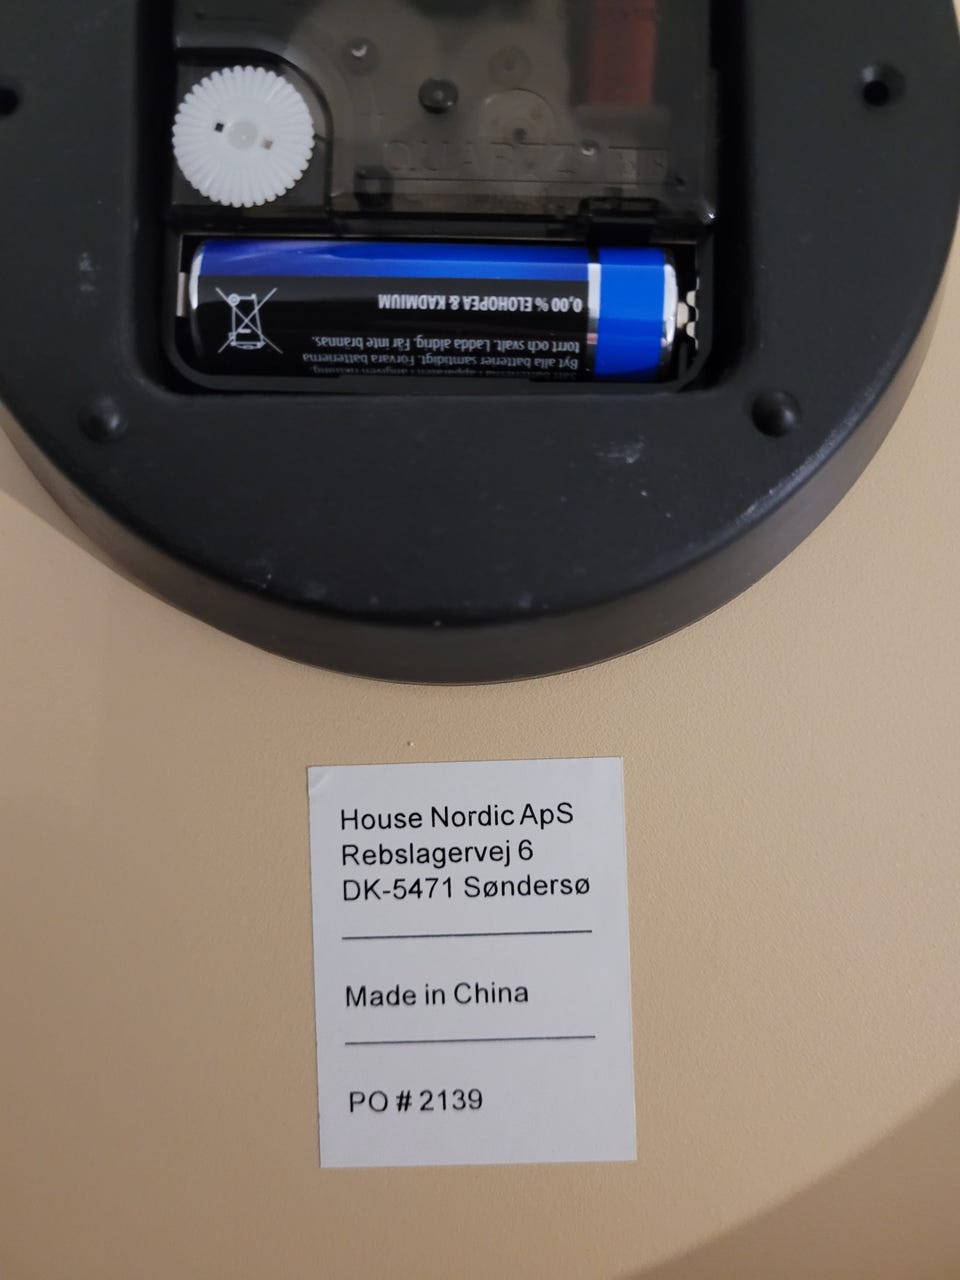 QUARTZ
0,00 % ELOHOPEA & KADMIUM
torrt och svalt. Ladda aldrig. Får inte brännas.
Byt alla batterier samtidigt. Förvara batterierna
House Nordic ApS
Rebslagervej 6
DK-5471 Søndersø
Made in China
PO # 2139